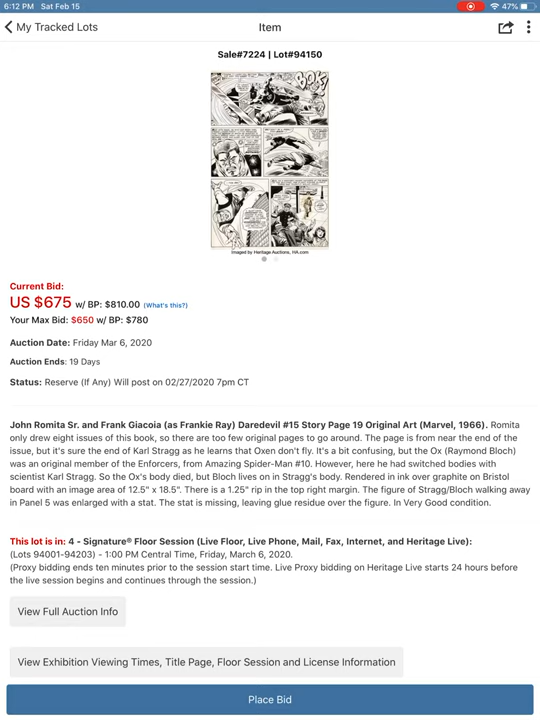 6:12 PM Sat Feb 15
47%
My Tracked Lots
Item
Sale#7224 | Lot#94150
BOK!
Imaged by Heritage Auctions, HA.com
Current Bid:
US $675 w/ BP: $810.00 (What's this?)
Your Max Bid: $650 w/ BP: $780
Auction Date: Friday Mar 6, 2020
Auction Ends: 19 Days
Status: Reserve (If Any) Will post on 02/27/2020 7pm CT
John Romita Sr. and Frank Giacoia (as Frankie Ray) Daredevil #15 Story Page 19 Original Art (Marvel, 1966). Romita
only drew eight issues of this book, so there are too few original pages to go around. The page is from near the end of the
issue, but it's sure the end of Karl Stragg as he learns that Oxen don't fly. It's a bit confusing, but the Ox (Raymond Bloch)
was an original member of the Enforcers, from Amazing Spider-Man #10. However, here he had switched bodies with
scientist Karl Stragg. So the Ox's body died, but Bloch lives on in Stragg's body. Rendered in ink over graphite on Bristol
board with an image area of 12.5" x 18.5". There is a 1.25" rip in the top right margin. The figure of Stragg/Bloch walking away
in Panel 5 was enlarged with a stat. The stat is missing, leaving glue residue over the figure. In Very Good condition.
This lot is in: 4 - Signature® Floor Session (Live Floor, Live Phone, Mail, Fax, Internet, and Heritage Live):
(Lots 94001-94203) - 1:00 PM Central Time, Friday, March 6, 2020.
(Proxy bidding ends ten minutes prior to the session start time. Live Proxy bidding on Heritage Live starts 24 hours before
the live session begins and continues through the session.)
View Full Auction Info
View Exhibition Viewing Times, Title Page, Floor Session and License Information
Place Bid